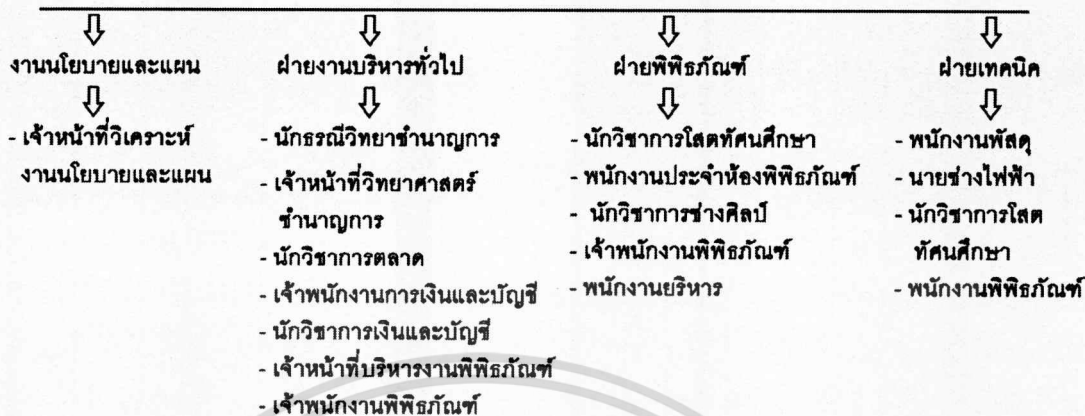 งานนโยบายและแผน
ฝ่ายงานบริหารทั่วไป
ฝ่ายพิพิธภัณฑ์
ฝ่ายเทคนิค
- เจ้าหน้าที่วิเคราะห์
งานนโยบายและแผน
- นักธรณีวิทยาชำนาญการ
- เจ้าหน้าที่วิทยาศาสตร์
ชำนาญการ
- นักวิชาการตลาด
- เจ้าพนักงานการเงินและบัญชี
- นักวิชาการเงินและบัญชี
- เจ้าหน้าที่บริหารงานพิพิธภัณฑ์
- เจ้าพนักงานพิพิธภัณฑ์
- นักวิชาการโสตทัศนศึกษา
- พนักงานประจำห้องพิพิธภัณฑ์
- นักวิชาการช่างศิลป์
- เจ้าพนักงานพิพิธภัณฑ์
- พนักงานยริหาร
- พนักงานพัสดุ
- นายช่างไฟฟ้า
- นักวิชาการโสต
ทัศนศึกษา
- พนักงานพิพิธภัณฑ์